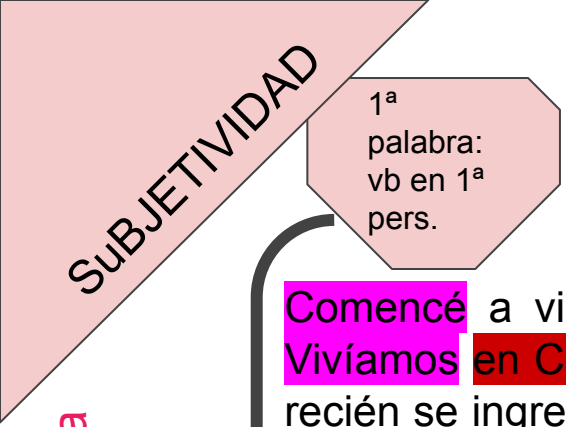 SuBJETIVIDAD
1ª
palabra:
vb en 1ª
pers.
Comencé a vi
Vivíamos en C
recién se ingre
a